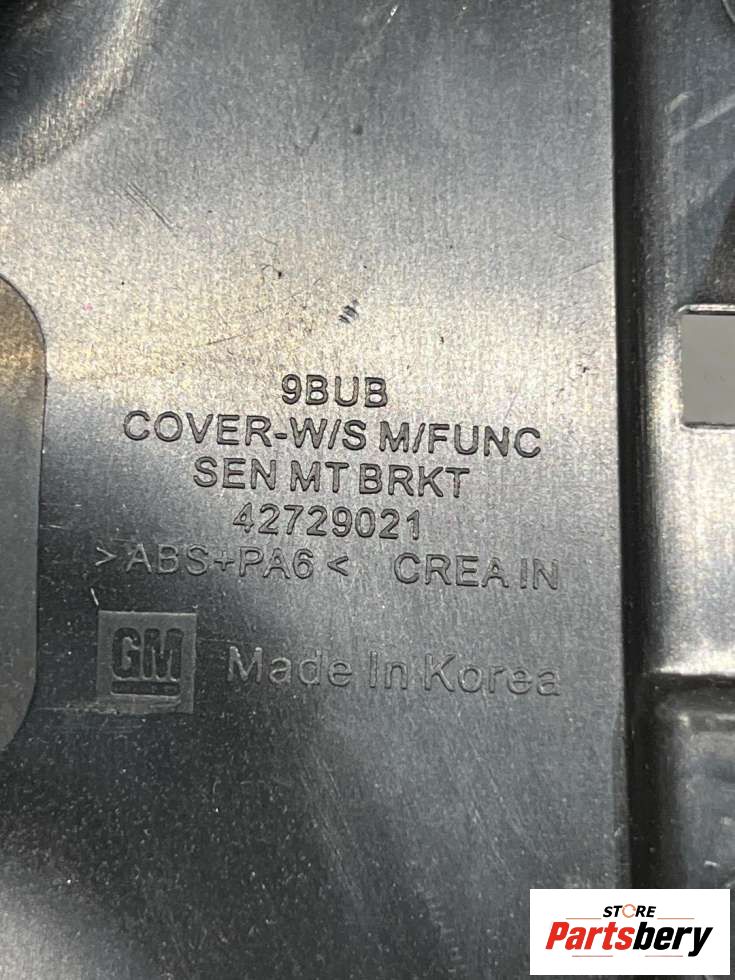 9BUB
COVER-W/S M/FUNC
SEN MT BRKT
42729021
>ABS+PA6< CREA IN
GM Made In Korea
STORE
Partsbery